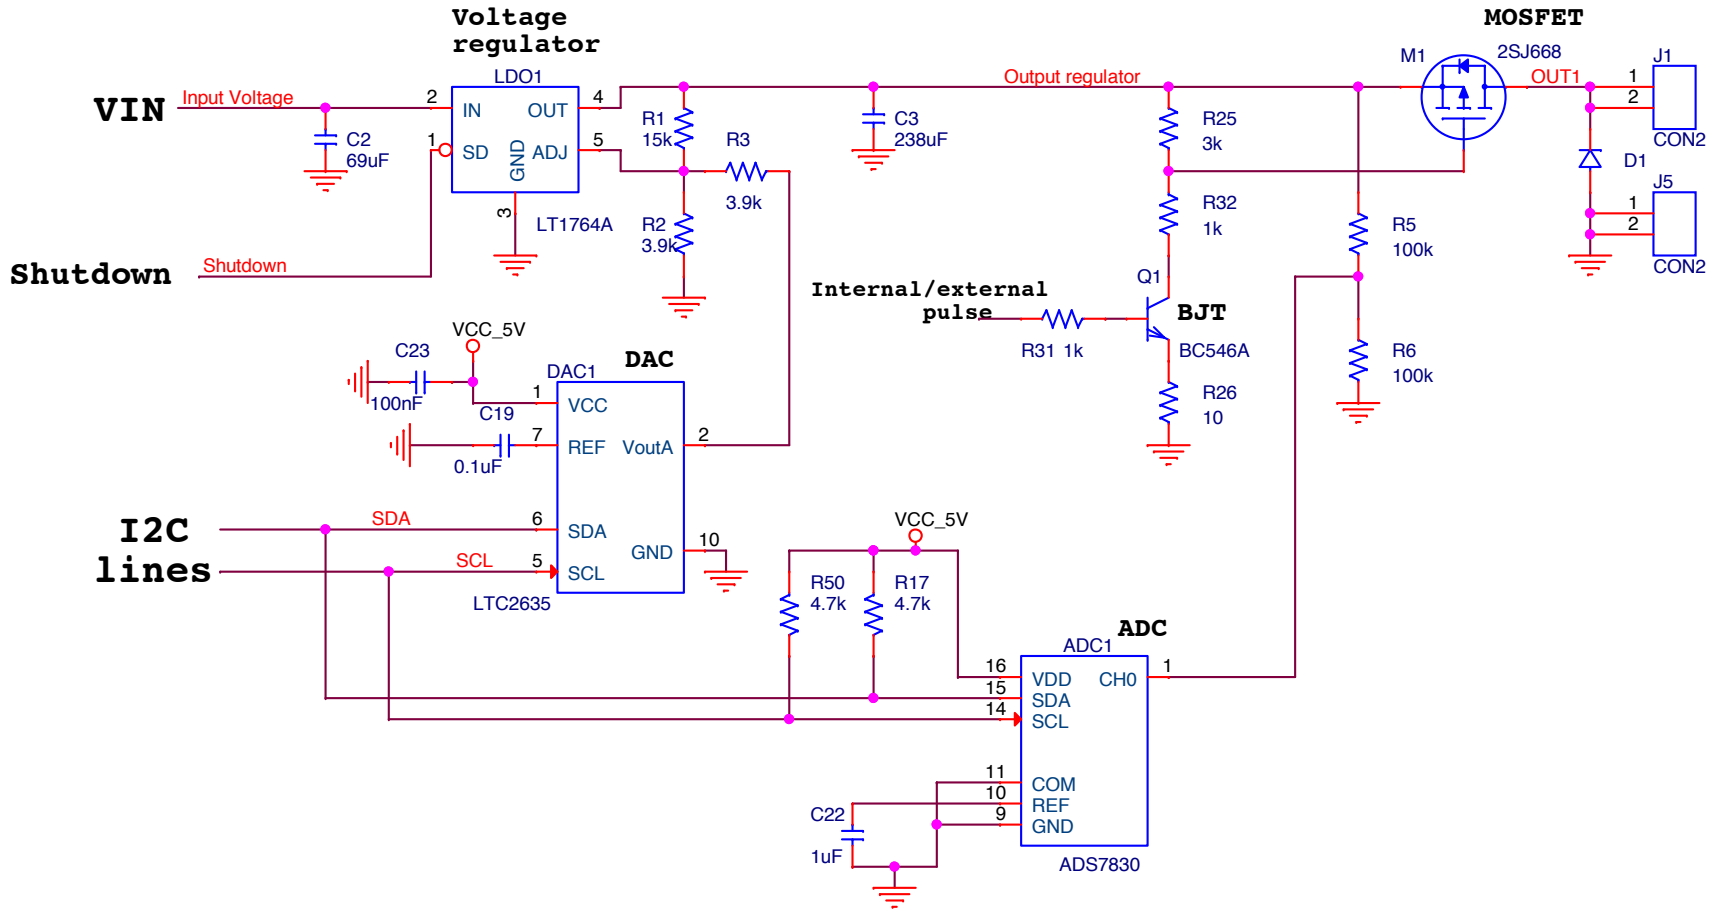 Voltage
regulator
MOSFET
LDO1
M1
2SJ668
J1
VIN
Input Voltage
2
IN
OUT
4
Output regulator
OUT1
1
2
CON2
C2
69uF
1
SD
GND
ADJ
5
3
LT1764A
R1
15k
R3
3.9k
R2
3.9k
C3
238uF
R25
3k
R32
1k
D1
J5
1
2
CON2
R5
100k
Shutdown
Shutdown
Internal/external
pulse
Q1
BJT
R31 1k
BC546A
R26
10
R6
100k
VCC_5V
C23
100nF
C19
0.1uF
DAC
DAC1
1
VCC
7
REF
VoutA
2
I2C
lines
SDA
6
SDA
SCL
5
SCL
GND
10
LTC2635
VCC_5V
R50
4.7k
R17
4.7k
ADC
ADC1
16
VDD
CH0
1
15
SDA
14
SCL
11
COM
10
REF
9
GND
C22
1uF
ADS7830